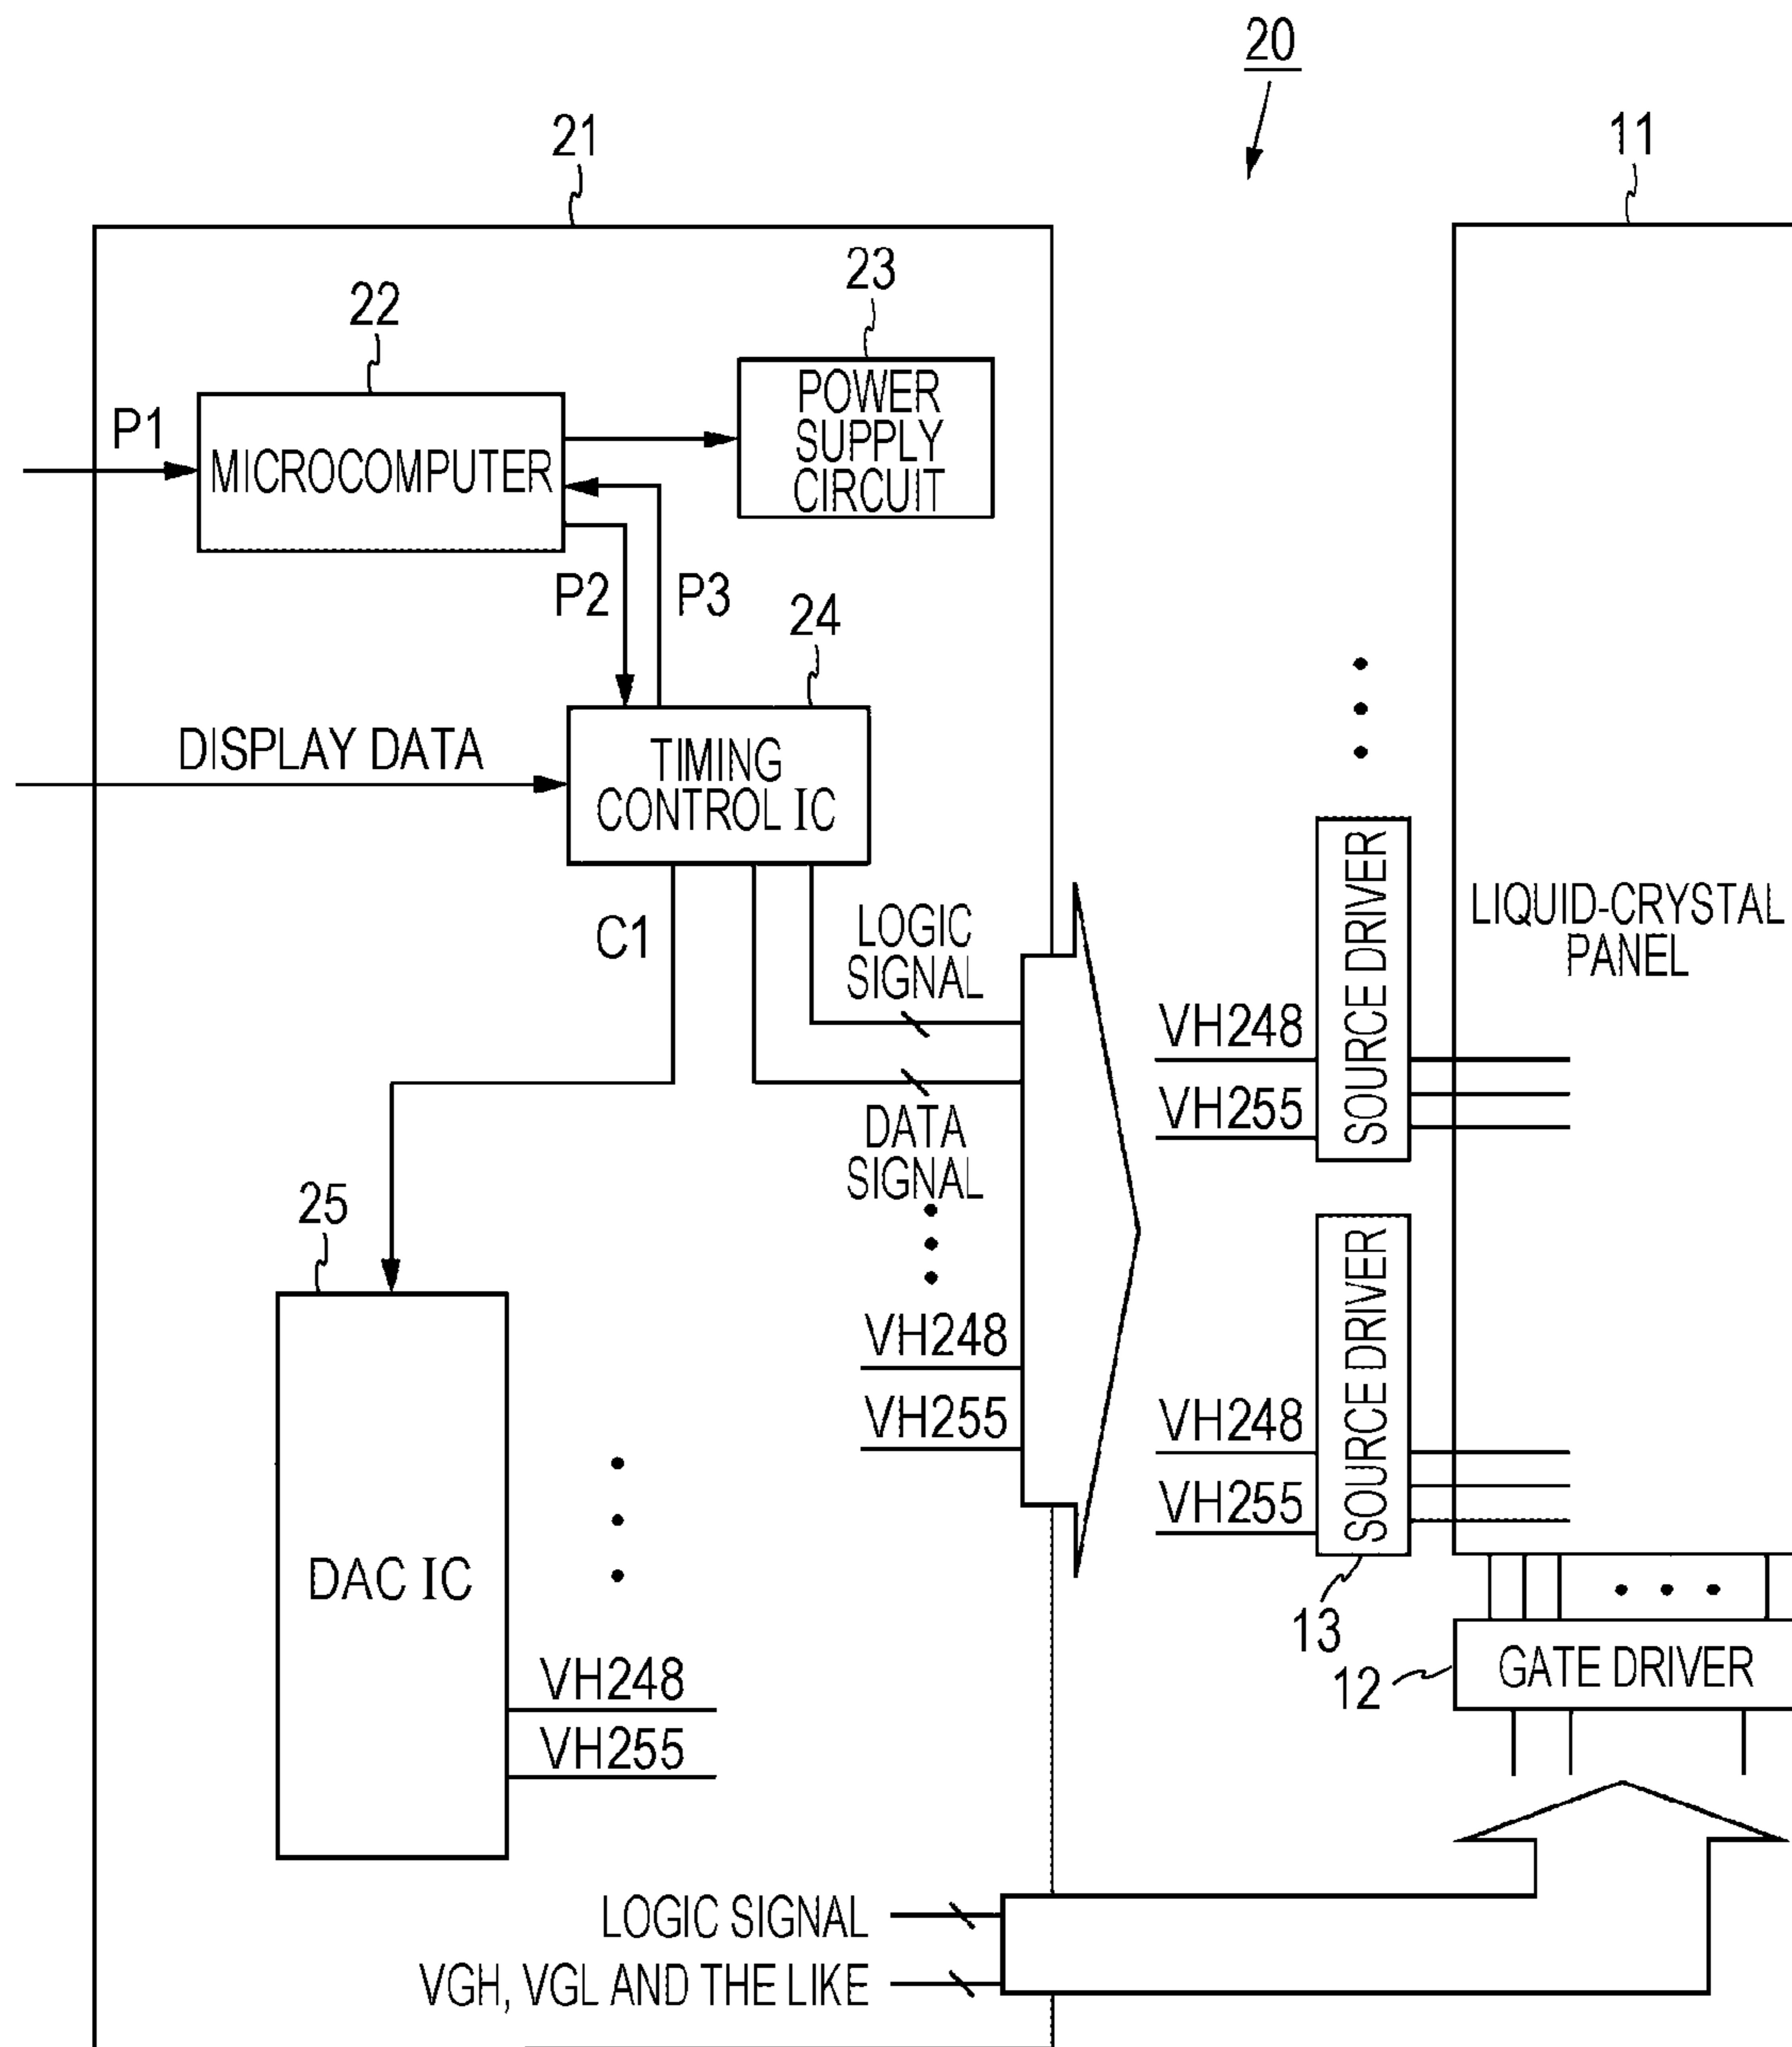 20
21
11
23
22
POWER
SUPPLY
CIRCUIT
P1
MICROCOMPUTER
P2
P3
24
DISPLAY DATA
TIMING
CONTROL IC
C1
LOGIC
SIGNAL
SOURCE DRIVER
LIQUID-CRYSTAL
PANEL
VH248
VH255
DATA
SIGNAL
25
VH248
VH255
SOURCE DRIVER
VH248
VH255
DAC IC
13
VH248
VH255
12
GATE DRIVER
LOGIC SIGNAL
VGH, VGL AND THE LIKE